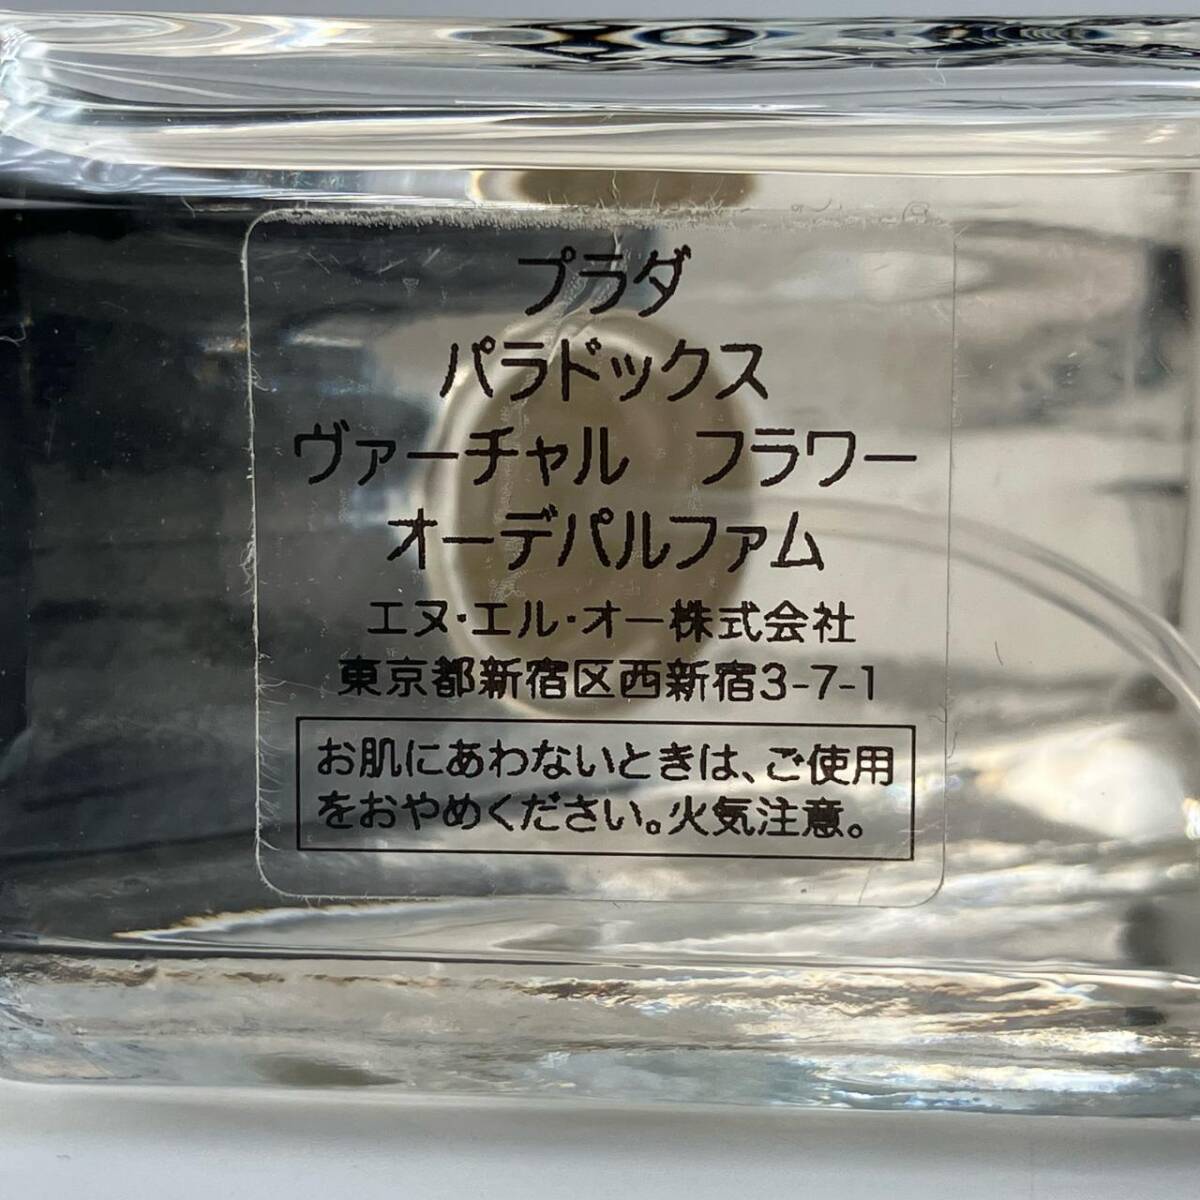 プラダ
パラドックス
ヴァーチャル　フラワー
オーデパルファム
エヌ・エル・オー株式会社
東京都新宿区西新宿3-7-1
お肌にあわないときは、ご使用
をおやめください。火気注意。